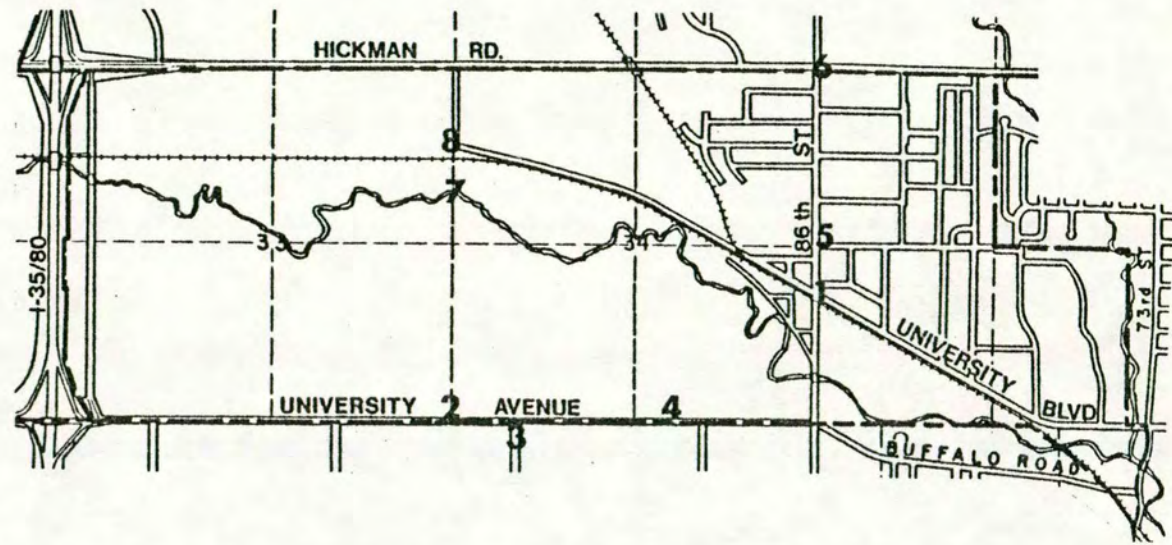 HICKMAN RD.
6
8
86th ST
7
33
34
5
I-35/80
73rd ST
1
UNIVERSITY BLVD
UNIVERSITY 2 AVENUE 4
3
BUFFALO ROAD